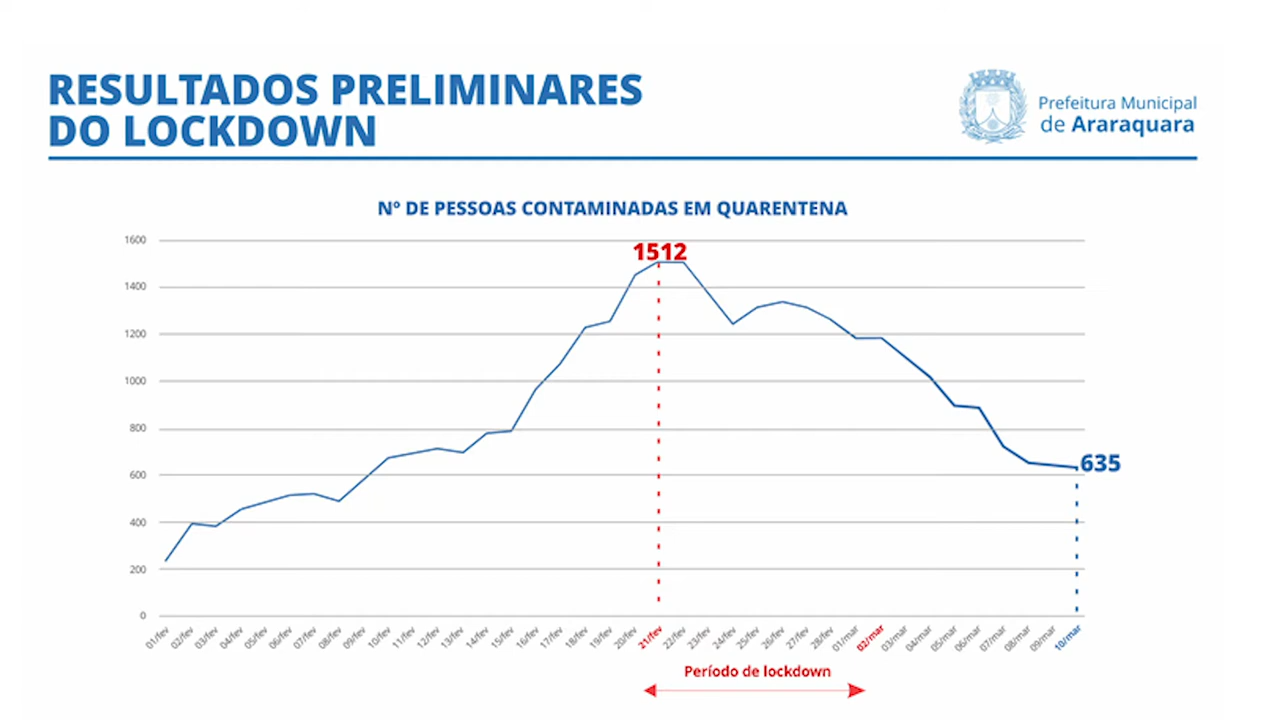 RESULTADOS PRELIMINARES
DO LOCKDOWN
Prefeitura Municipal
de Araraquara
Nº DE PESSOAS CONTAMINADAS EM QUARENTENA
1600
1400
1200
1000
800
600
400
200
0
1512
635
01/fev
02/fev
03/fev
04/fev
05/fev
06/fev
07/fev
08/fev
09/fev
10/fev
11/fev
12/fev
13/fev
14/fev
15/fev
16/fev
17/fev
18/fev
19/fev
20/fev
21/fev
22/fev
23/fev
24/fev
25/fev
26/fev
27/fev
28/fev
01/mar
02/mar
03/mar
04/mar
05/mar
06/mar
07/mar
08/mar
09/mar
10/mar
Período de lockdown